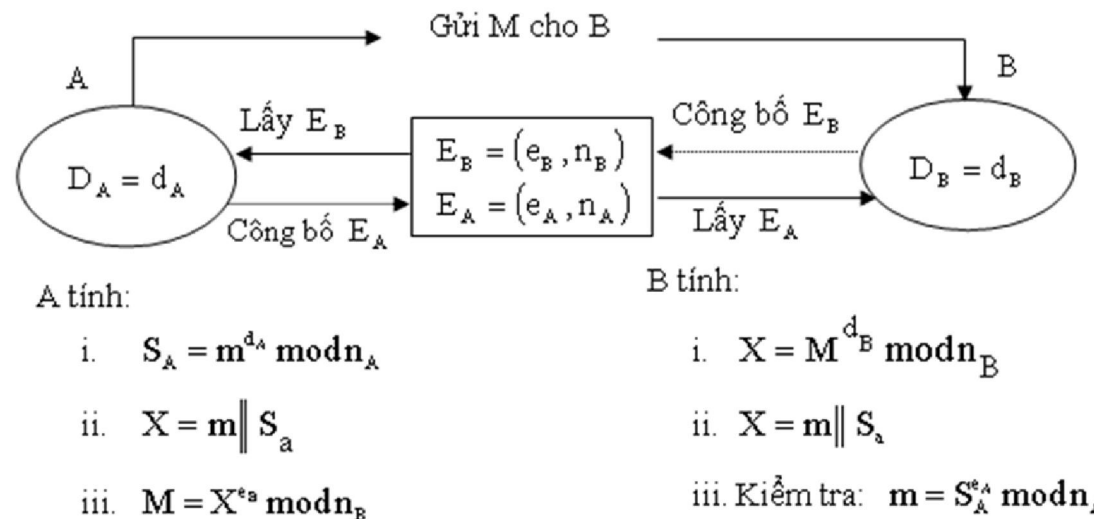 Gửi M cho B
A
B
Lấy E_B
Công bố E_B
D_A = d_A
E_B = (e_B, n_B)
E_A = (e_A, n_A)
D_B = d_B
Công bố E_A
Lấy E_A
A tính:
i. S_A = m^{d_A} mod n_A
ii. X = m‖ S_a
iii. M = X^{e_a} mod n_B
B tính:
i. X = M^{d_B} mod n_B
ii. X = m‖ S_a
iii. Kiểm tra: m = S_A^{e_A} mod n